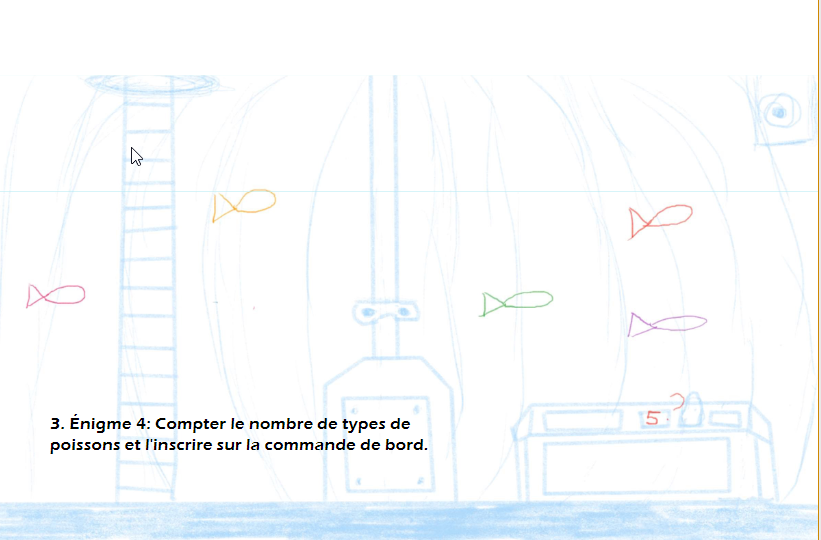 5
3. Énigme 4: Compter le nombre de types de
poissons et l'inscrire sur la commande de bord.